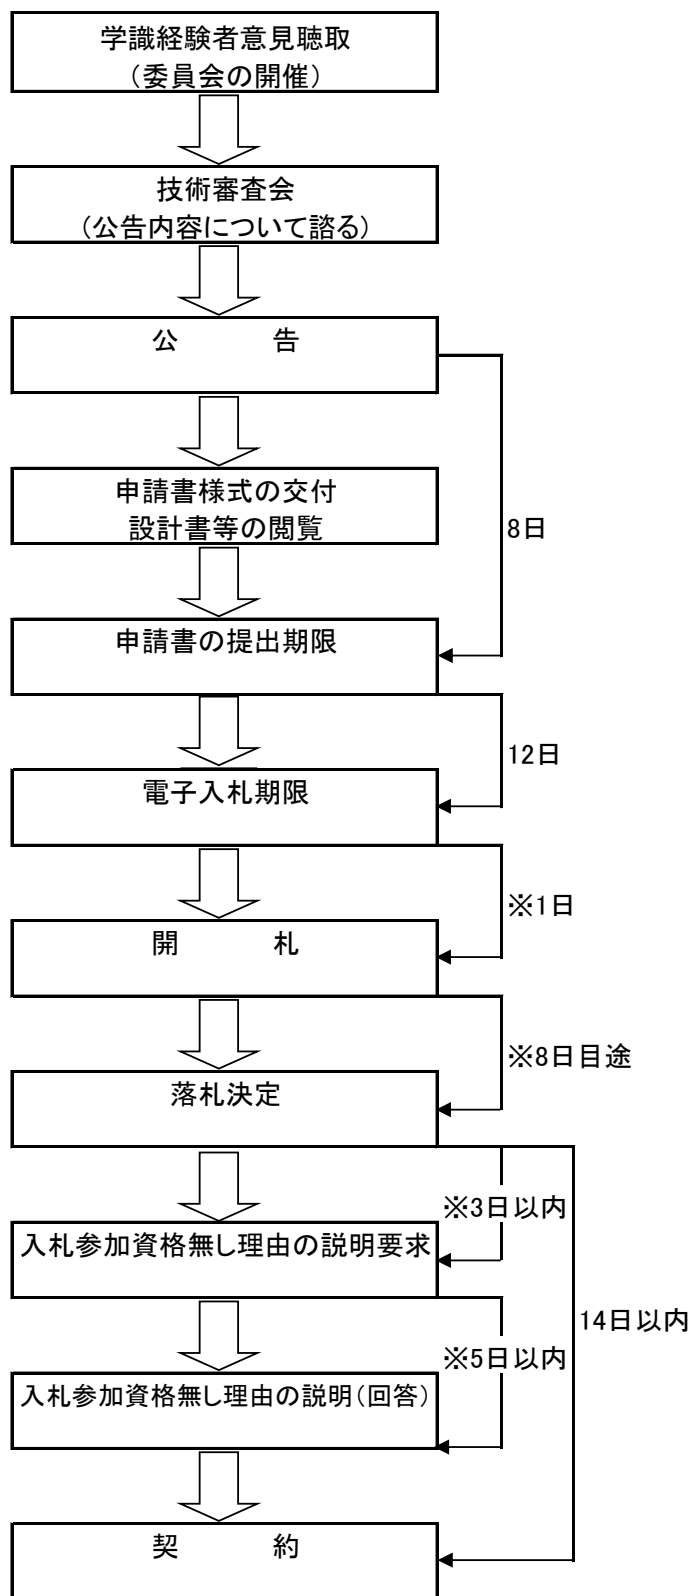 学識経験者意見聴取
（委員会の開催）
技術審査会
（公告内容について諮る）
公　　　告
申請書様式の交付
設計書等の閲覧
8日
申請書の提出期限
12日
電子入札期限
※1日
開　　　札
※8日目途
落札決定
※3日以内
入札参加資格無し理由の説明要求
14日以内
※5日以内
入札参加資格無し理由の説明（回答）
契　　　約